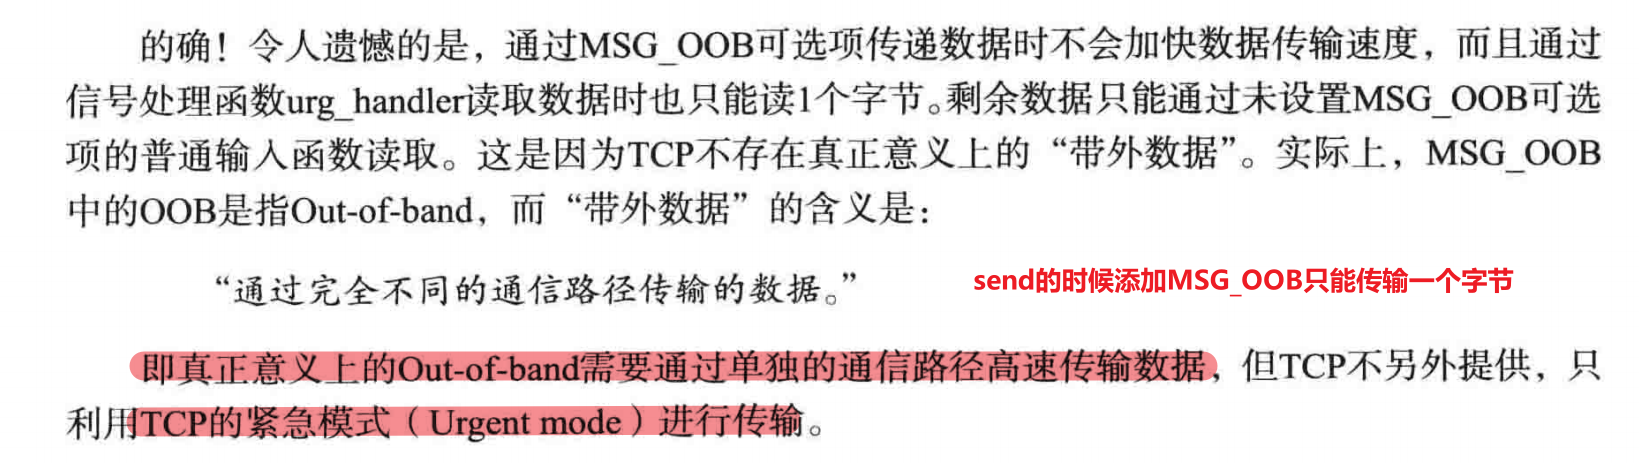 的确！令人遗憾的是，通过MSG_OOB可选项传递数据时不会加快数据传输速度，而且通过
信号处理函数urg_handler读取数据时也只能读1个字节。剩余数据只能通过未设置MSG_OOB可选
项的普通输入函数读取。这是因为TCP不存在真正意义上的“带外数据”。实际上，MSG_OOB
中的OOB是指Out-of-band，而“带外数据”的含义是：
“通过完全不同的通信路径传输的数据。”
send的时候添加MSG_OOB只能传输一个字节
即真正意义上的Out-of-band需要通过单独的通信路径高速传输数据，但TCP不另外提供，只
利用TCP的紧急模式（Urgent mode）进行传输。